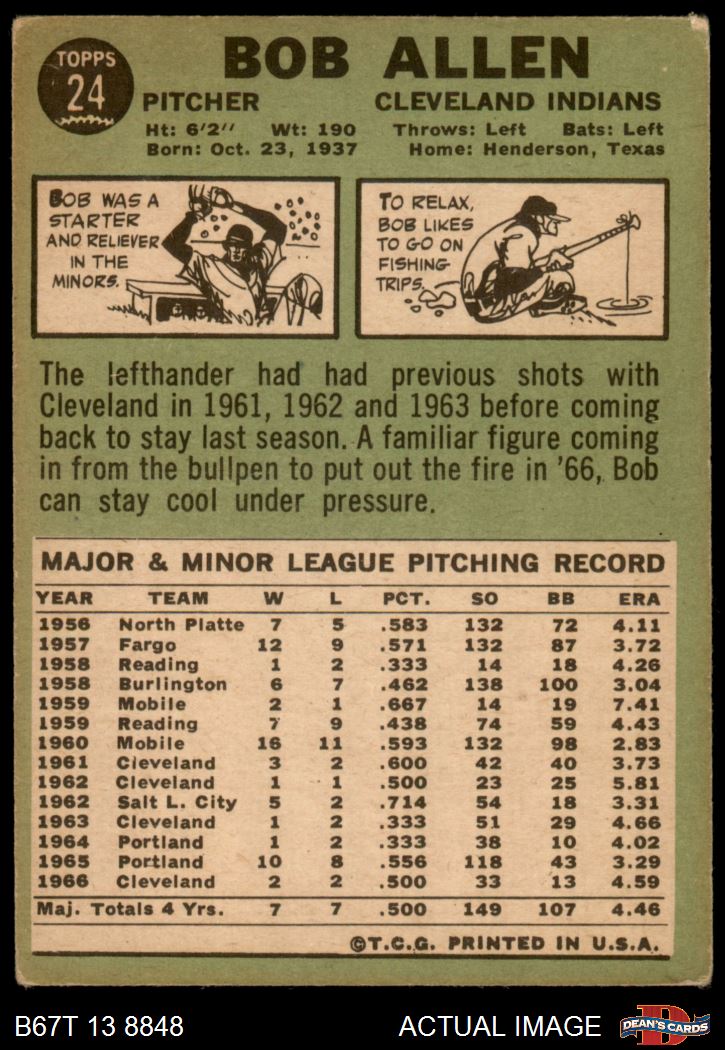 TOPPS
24
BOB ALLEN
PITCHER CLEVELAND INDIANS
Ht: 6'2" Wt: 190 Throws: Left Bats: Left
Born: Oct. 23, 1937 Home: Henderson, Texas
BOB WAS A
STARTER
AND RELIEVER
IN THE
MINORS.
TO RELAX,
BOB LIKES
TO GO ON
FISHING
TRIPS.
The lefthander had had previous shots with
Cleveland in 1961, 1962 and 1963 before coming
back to stay last season. A familiar figure coming
in from the bullpen to put out the fire in '66, Bob
can stay cool under pressure.
MAJOR & MINOR LEAGUE PITCHING RECORD
YEAR TEAM W L PCT. SO BB ERA
1956 North Platte 7 5 .583 132 72 4.11
1957 Fargo 12 9 .571 132 87 3.72
1958 Reading 1 2 .333 14 18 4.26
1958 Burlington 6 7 .462 138 100 3.04
1959 Mobile 2 1 .667 14 19 7.41
1959 Reading 7 9 .438 74 59 4.43
1960 Mobile 16 11 .593 132 98 2.83
1961 Cleveland 3 2 .600 42 40 3.73
1962 Cleveland 1 1 .500 23 25 5.81
1962 Salt L. City 5 2 .714 54 18 3.31
1963 Cleveland 1 2 .333 51 29 4.66
1964 Portland 1 2 .333 38 10 4.02
1965 Portland 10 8 .556 118 43 3.29
1966 Cleveland 2 2 .500 33 13 4.59
Maj. Totals 4 Yrs. 7 7 .500 149 107 4.46
©T.C.G. PRINTED IN U.S.A.
B67T 13 8848 ACTUAL IMAGE
D
DEAN'S CARDS